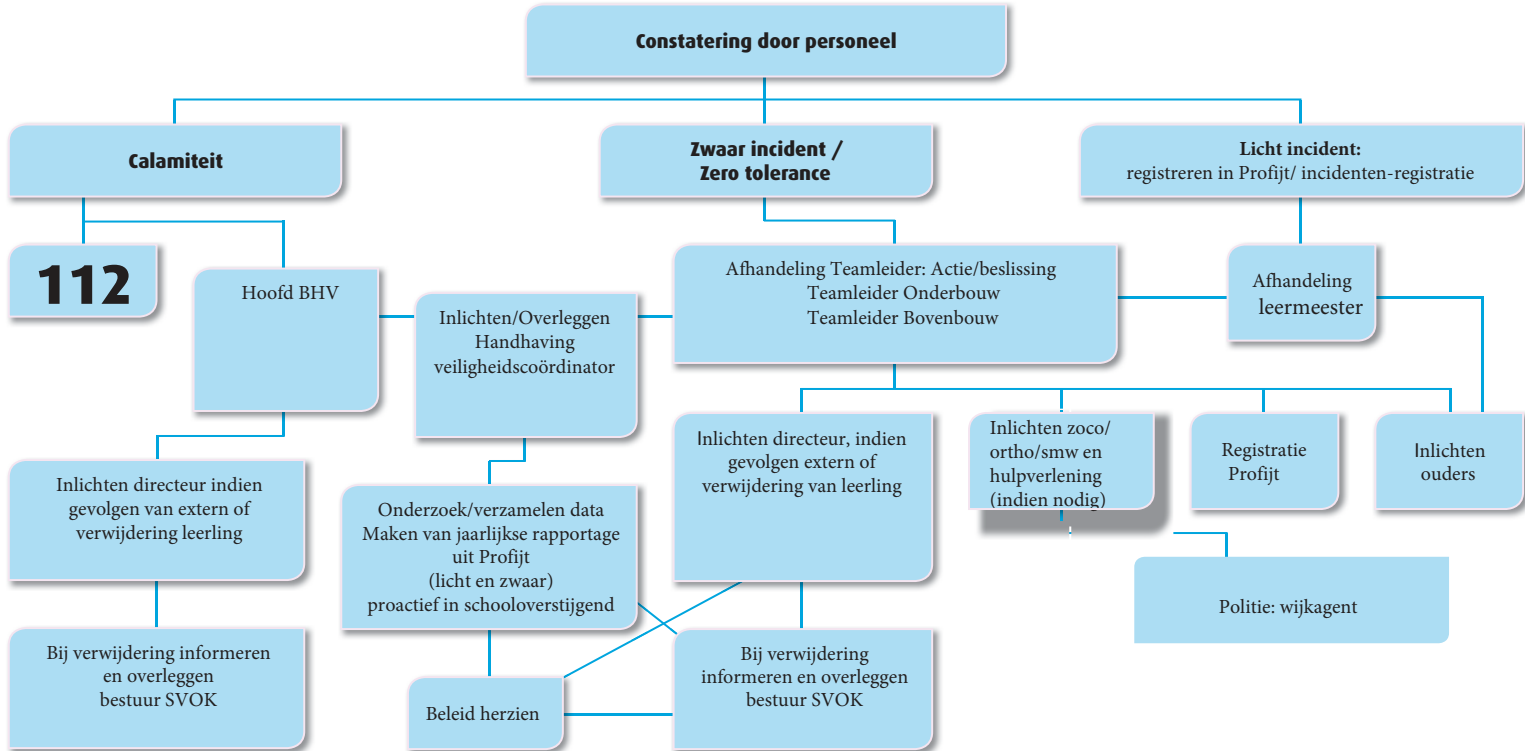 Constatering door personeel
Calamiteit
Zwaar incident /
Zero tolerance
Licht incident:
registreren in Profijt/ incidenten-registratie
112
Hoofd BHV
Inlichten/Overleggen
Handhaving
veiligheidscoördinator
Afhandeling Teamleider: Actie/beslissing
Teamleider Onderbouw
Teamleider Bovenbouw
Afhandeling
leermeester
Inlichten directeur indien
gevolgen van extern of
verwijdering leerling
Onderzoek/verzamelen data
Maken van jaarlijkse rapportage
uit Profijt
(licht en zwaar)
proactief in schooloverstijgend
Inlichten directeur, indien
gevolgen extern of
verwijdering van leerling
Inlichten zoco/
ortho/smw en
hulpverlening
(indien nodig)
Registratie
Profijt
Inlichten
ouders
Politie: wijkagent
Bij verwijdering informeren
en overleggen
bestuur SVOK
Beleid herzien
Bij verwijdering
informeren en overleggen
bestuur SVOK